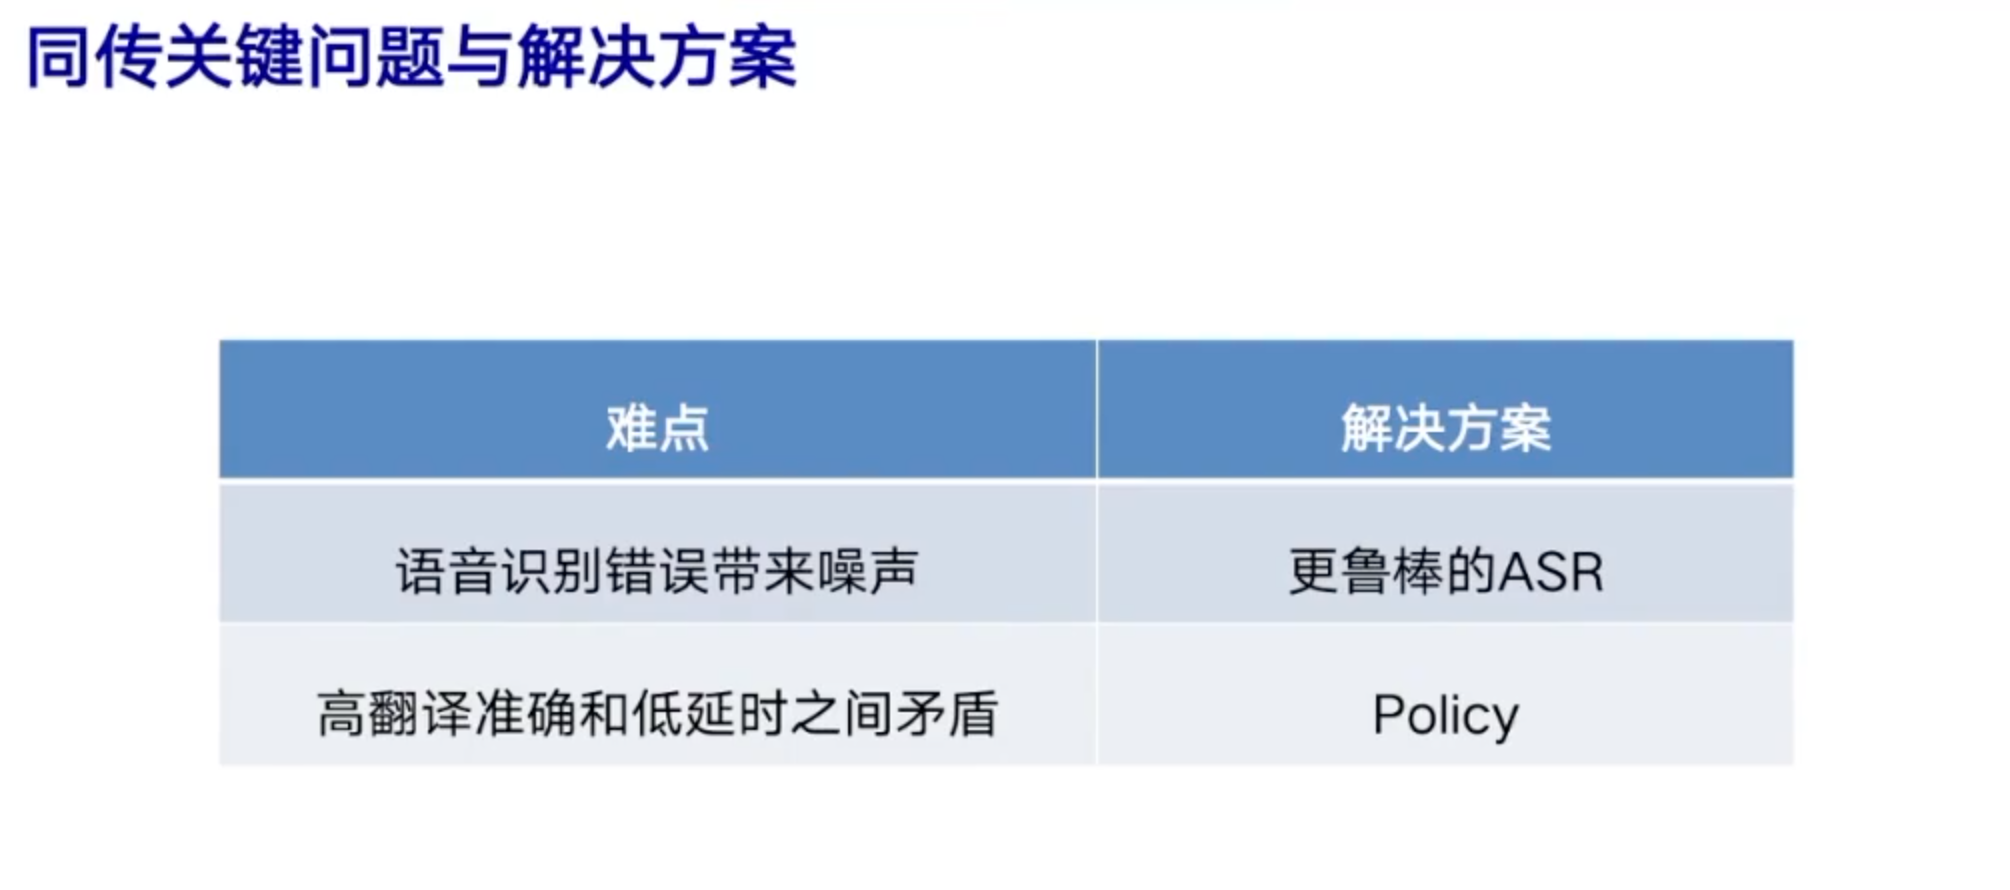 同传关键问题与解决方案
难点 解决方案
语音识别错误带来噪声 更鲁棒的ASR
高翻译准确和低延时之间矛盾 Policy